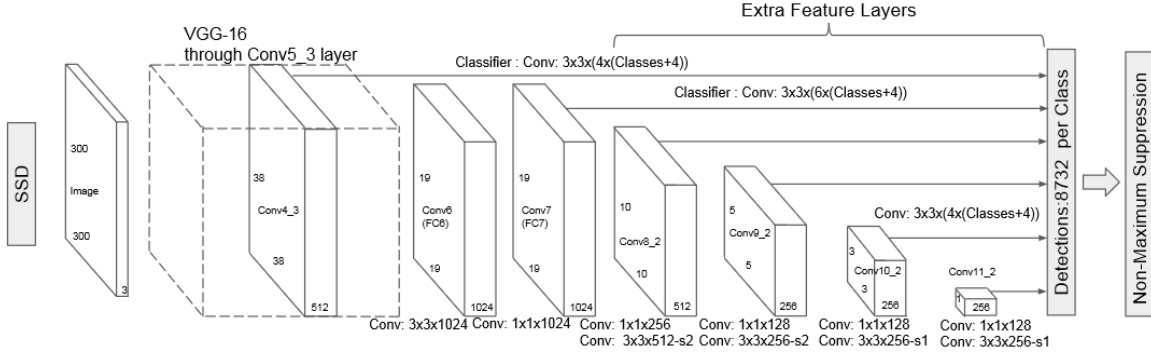 Extra Feature Layers
VGG-16
through Conv5_3 layer
Classifier : Conv: 3x3x(4x(Classes+4))
Classifier : Conv: 3x3x(6x(Classes+4))
SSD
300
Image
300
3
38
Conv4_3
38
512
19
Conv6
(FC6)
19
1024
19
Conv7
(FC7)
19
1024
10
Conv8_2
10
512
5
Conv9_2
5
256
Conv: 3x3x(4x(Classes+4))
3
Conv10_2
3
256
Conv11_2
1
256
Conv: 3x3x1024
Conv: 1x1x1024
Conv: 1x1x256
Conv: 3x3x512-s2
Conv: 1x1x128
Conv: 3x3x256-s2
Conv: 1x1x128
Conv: 3x3x256-s1
Conv: 1x1x128
Conv: 3x3x256-s1
Detections:8732 per Class
Non-Maximum Suppression